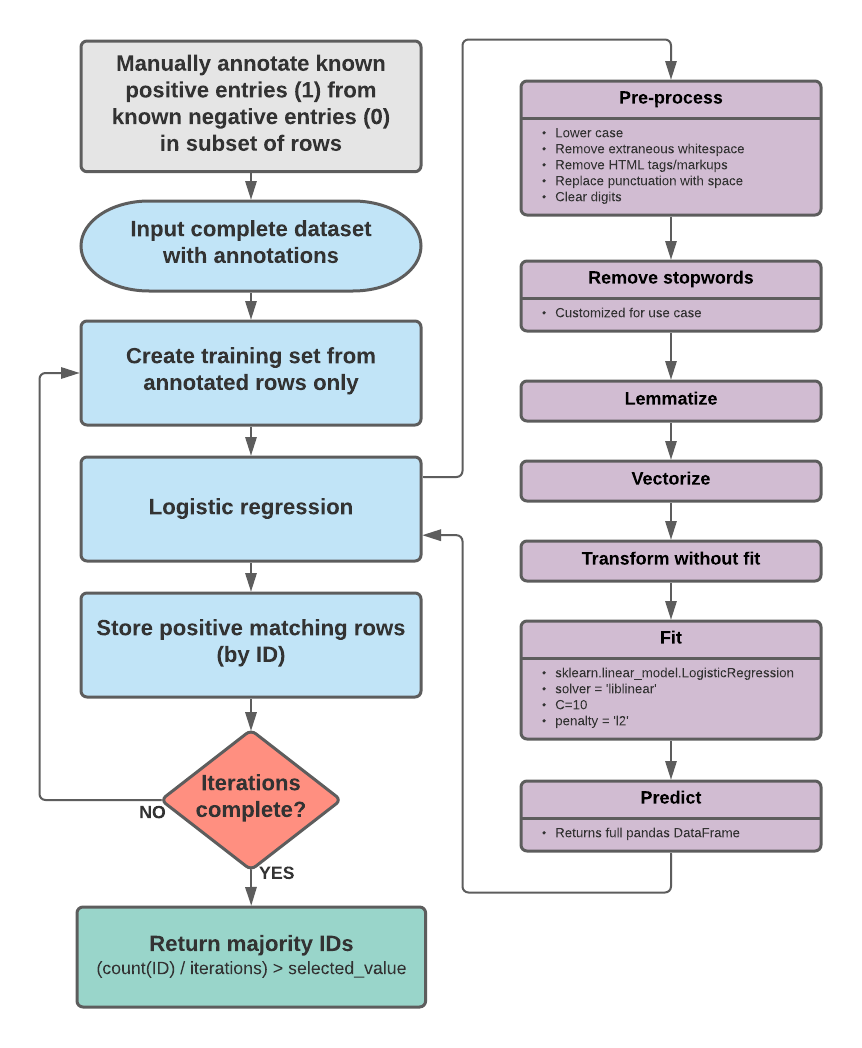 Manually annotate known
positive entries (1) from
known negative entries (0)
in subset of rows
Input complete dataset
with annotations
Create training set from
annotated rows only
Logistic regression
Store positive matching rows
(by ID)
Iterations
complete?
NO
YES
Return majority IDs
(count(ID) / iterations) > selected_value
Pre-process
• Lower case
• Remove extraneous whitespace
• Remove HTML tags/markups
• Replace punctuation with space
• Clear digits
Remove stopwords
• Customized for use case
Lemmatize
Vectorize
Transform without fit
Fit
• sklearn.linear_model.LogisticRegression
• solver = 'liblinear'
• C=10
• penalty = 'l2'
Predict
• Returns full pandas DataFrame